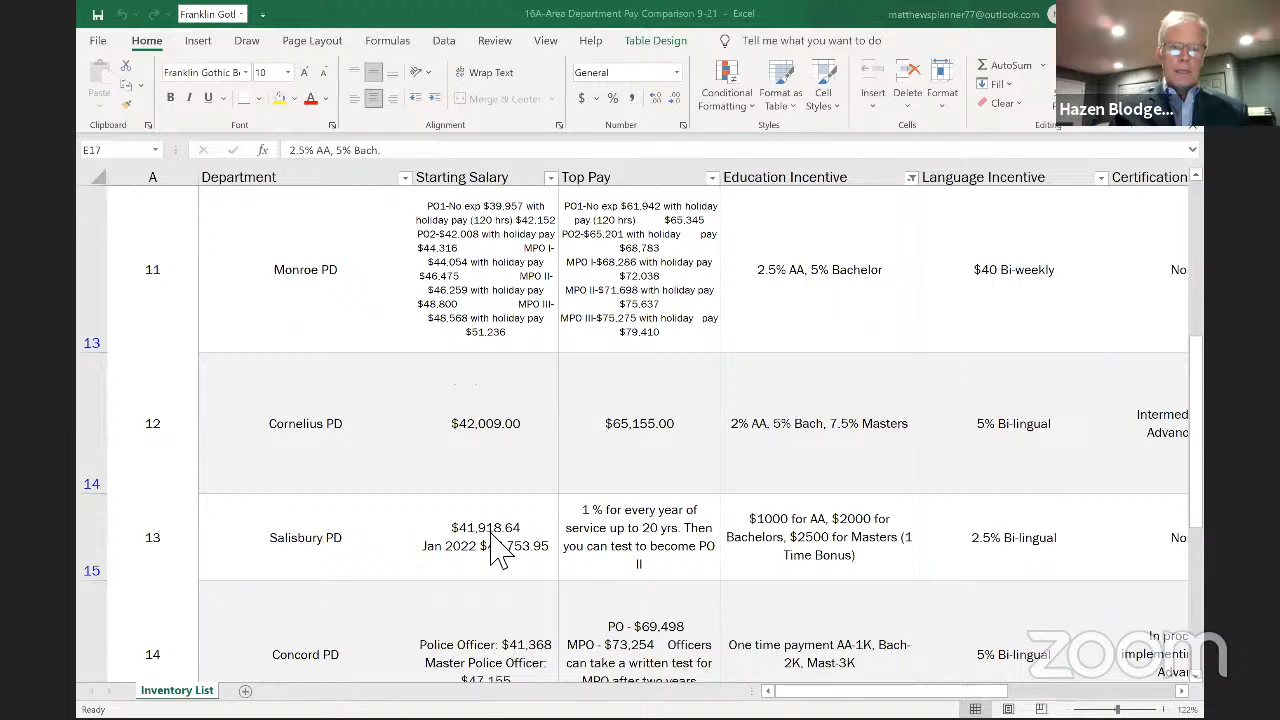 Franklin Gotl
16A-Area Department Pay Comparison 9-21 - Excel
matthewsplanner77@outlook.com
File Home Insert Draw Page Layout Formulas Data Review View Help Table Design Tell me what you want to do
Paste
Clipboard
Franklin Gothic B 10
B I U
Font
Wrap Text
Merge & Center
Alignment
General
$ % ,
Number
Conditional Formatting
Format as Table
Cell Styles
Styles
Insert Delete Format
Cells
AutoSum
Fill
Clear
Editing
Hazen Blodge...
E17
fx 2.5% AA, 5% Bach.
A Department Starting Salary Top Pay Education Incentive Language Incentive Certification
13
11
Monroe PD
PO1-No exp $39,957 with
holiday pay (120 hrs) $42,152
PO2-$42,008 with holiday pay
$44.316 MPO I-
$44,054 with holiday pay
$46,475 MPO II-
$46,259 with holiday pay
$48,800 MPO III-
$48,568 with holiday pay
$51.236
PO1-No exp $61.942 with holiday
pay (120 hrs) $65.345
PO2-$65,201 with holiday pay
$68.783
MPO I-$68,286 with holiday pay
$72.038
MPO II-$71,698 with holiday pay
$75.637
MPO III-$75.275 with holiday pay
$79.410
2.5% AA, 5% Bachelor
$40 Bi-weekly
No
14
12
Cornelius PD
$42,009.00
$65,155.00
2% AA, 5% Bach, 7.5% Masters
5% Bi-lingual
Intermed
Advanc
15
13
Salisbury PD
$41,918.64
Jan 2022 $4 753.95
1 % for every year of
service up to 20 yrs. Then
you can test to become PO
II
$1000 for AA, $2000 for
Bachelors, $2500 for Masters (1
Time Bonus)
2.5% Bi-lingual
No
14
Concord PD
Police Officer: $ 1,368
Master Police Officer:
$47,155
PO - $69,498
MPO - $73,254 Officers
can take a written test for
MPO after two years
One time payment AA-1K, Bach-
2K, Mast-3K
5% Bi-lingual
In proc
implementin
Advan
zoom
Inventory List
Ready
122%